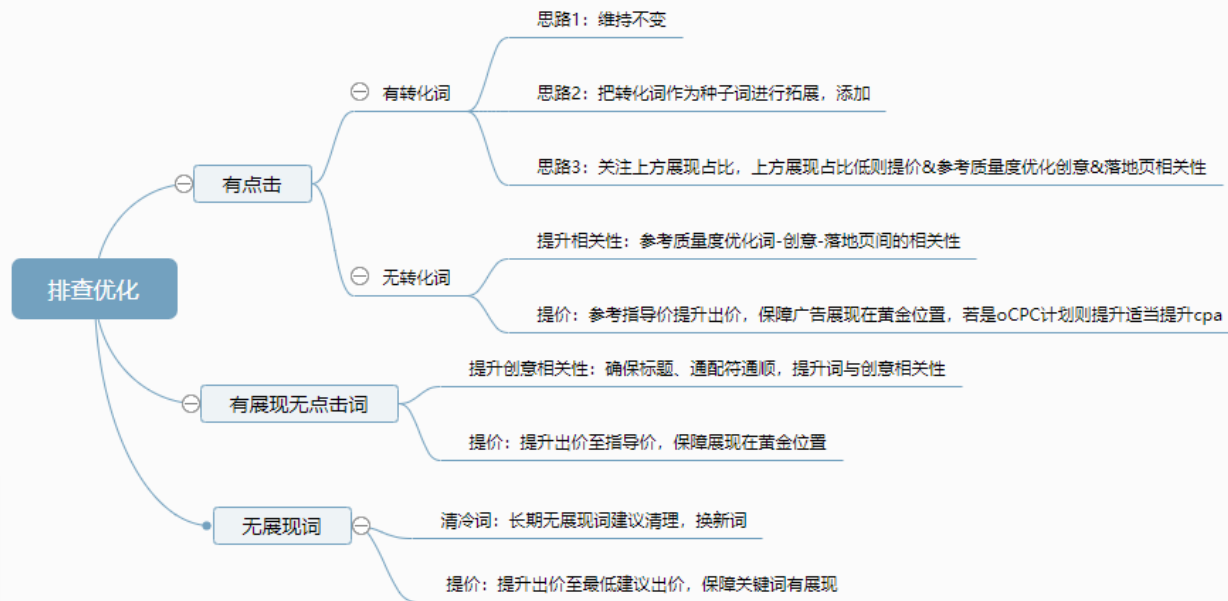 思路1：维持不变
有转化词
思路2：把转化词作为种子词进行拓展，添加
思路3：关注上方展现占比，上方展现占比低则提价&参考质量度优化创意&落地页相关性
有点击
提升相关性：参考质量度优化词-创意-落地页间的相关性
无转化词
提价：参考指导价提升出价，保障广告展现在黄金位置，若是oCPC计划则提升适当提升cpa
排查优化
提升创意相关性：确保标题、通配符通顺，提升词与创意相关性
有展现无点击词
提价：提升出价至指导价，保障展现在黄金位置
无展现词
清冷词：长期无展现词建议清理，换新词
提价：提升出价至最低建议出价，保障关键词有展现